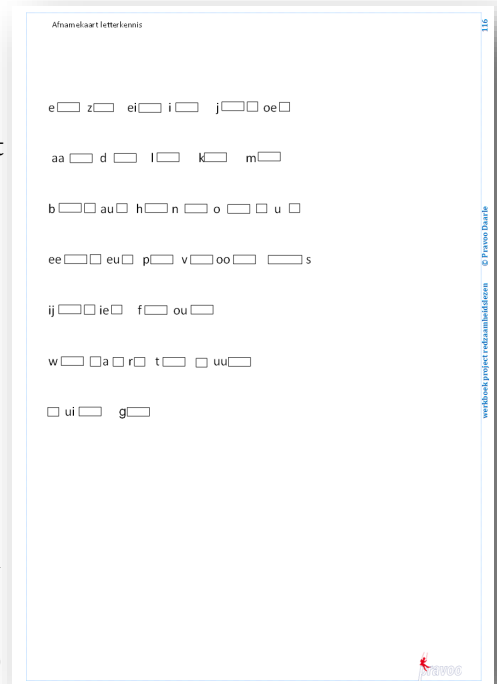 Afnamekaart letterkennis
116
e z ei i j oe
aa d l k m
b au h n o u
ee eu p v oo s
ij ie f ou
w a r t uu
ui g
werkboek project redzaamheidslezen © Pravoo Daarle
pravoo